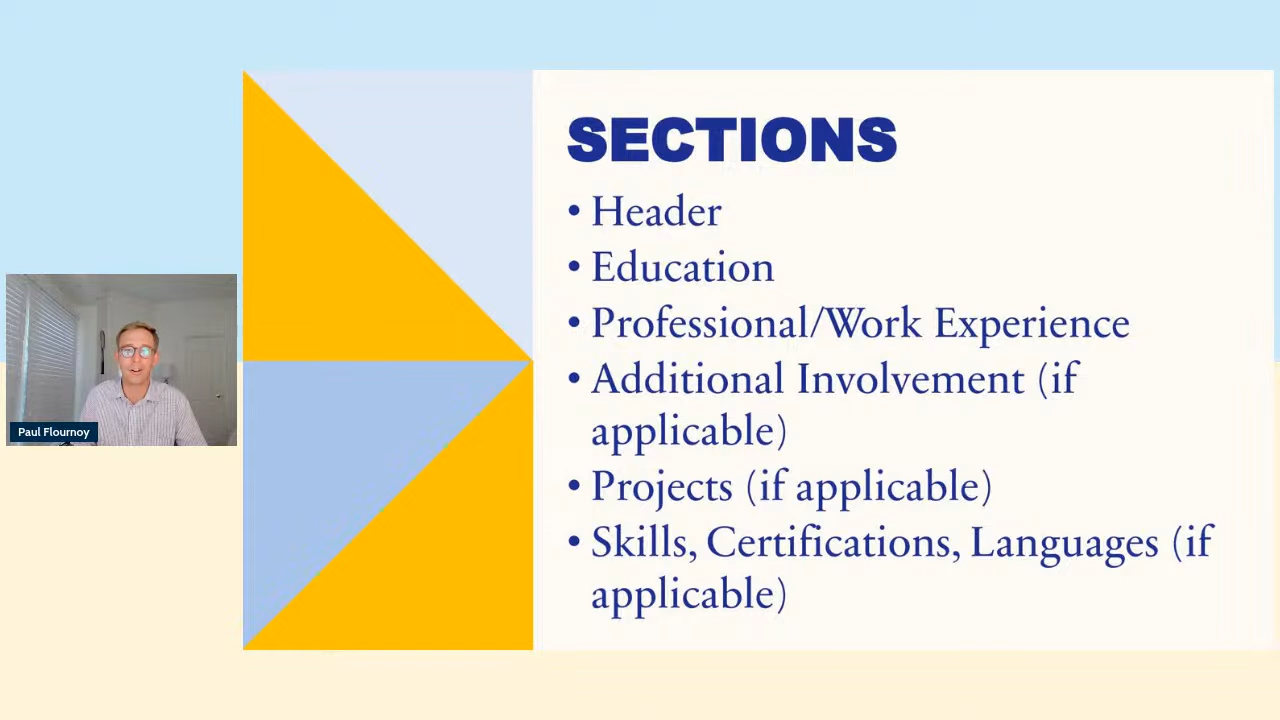 SECTIONS
• Header
• Education
• Professional/Work Experience
• Additional Involvement (if
applicable)
• Projects (if applicable)
• Skills, Certifications, Languages (if
applicable)
Paul Flournoy